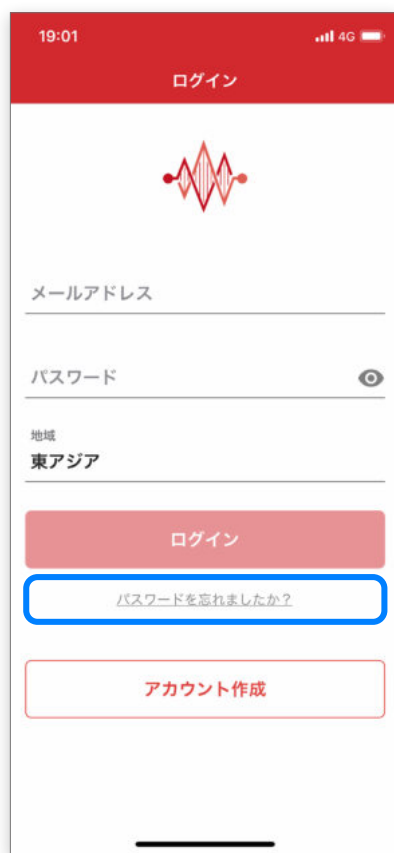 19:01 4G
ログイン
メールアドレス
パスワード
地域
東アジア
ログイン
パスワードを忘れましたか？
アカウント作成